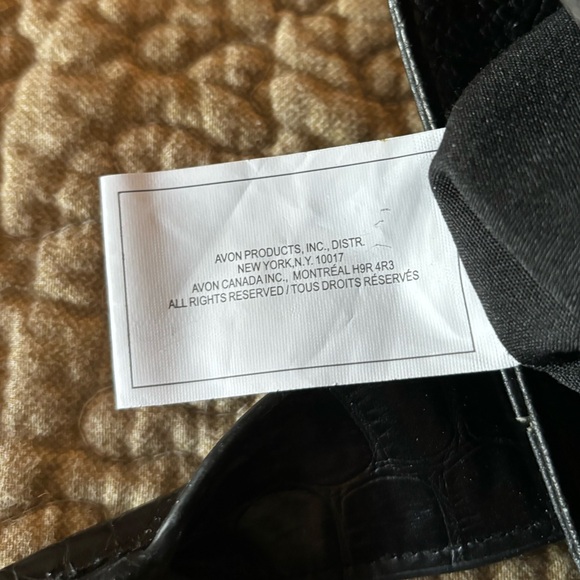 AVON PRODUCTS, INC., DISTR.
NEW YORK,N.Y. 10017
AVON CANADA INC., MONTRÉAL H9R 4R3
ALL RIGHTS RESERVED / TOUS DROITS RÉSERVÉS